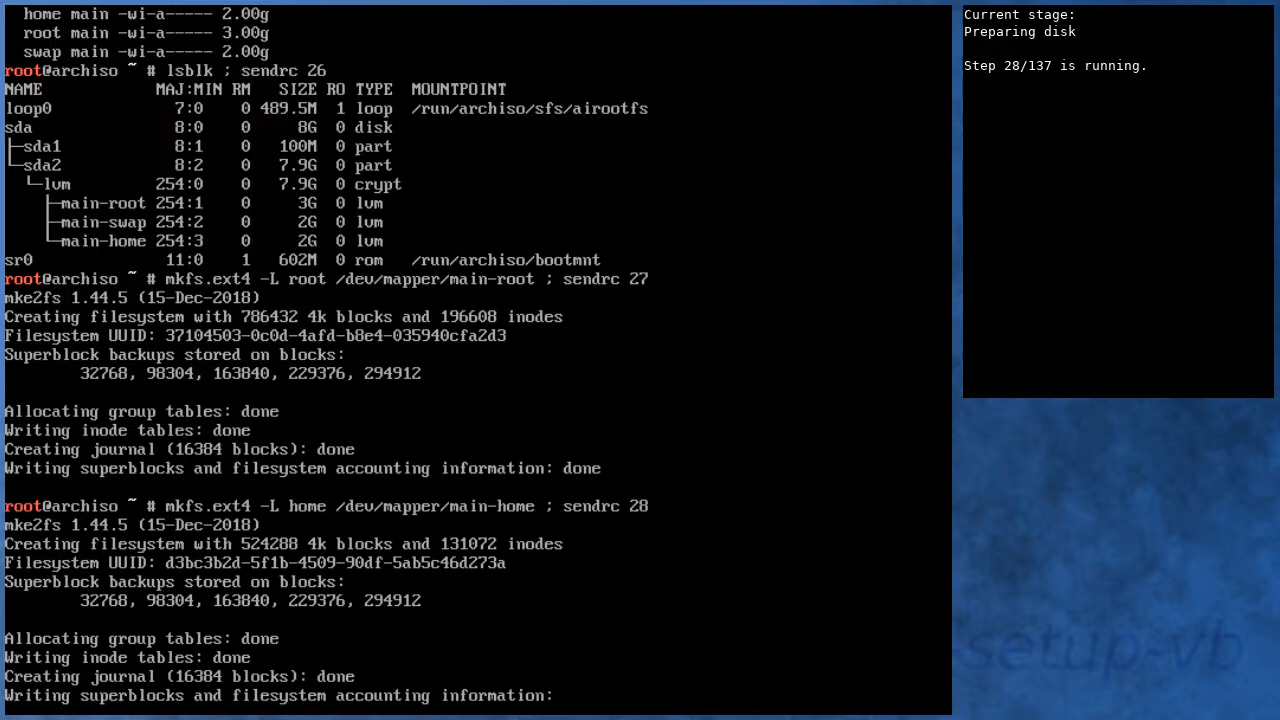 home main -wi-a----- 2.00g
  root main -wi-a----- 3.00g
  swap main -wi-a----- 2.00g
root@archiso ~ # lsblk ; sendrc 26
NAME            MAJ:MIN RM   SIZE RO TYPE  MOUNTPOINT
loop0             7:0    0 489.5M  1 loop  /run/archiso/sfs/airootfs
sda               8:0    0     8G  0 disk
├─sda1            8:1    0   100M  0 part
└─sda2            8:2    0   7.9G  0 part
  └─lvm         254:0    0   7.9G  0 crypt
    ├─main-root 254:1    0     3G  0 lvm
    ├─main-swap 254:2    0     2G  0 lvm
    └─main-home 254:3    0     2G  0 lvm
sr0              11:0    1   602M  0 rom   /run/archiso/bootmnt
root@archiso ~ # mkfs.ext4 -L root /dev/mapper/main-root ; sendrc 27
mke2fs 1.44.5 (15-Dec-2018)
Creating filesystem with 786432 4k blocks and 196608 inodes
Filesystem UUID: 37104503-0c0d-4afd-b8e4-035940cfa2d3
Superblock backups stored on blocks:
        32768, 98304, 163840, 229376, 294912

Allocating group tables: done
Writing inode tables: done
Creating journal (16384 blocks): done
Writing superblocks and filesystem accounting information: done

root@archiso ~ # mkfs.ext4 -L home /dev/mapper/main-home ; sendrc 28
mke2fs 1.44.5 (15-Dec-2018)
Creating filesystem with 524288 4k blocks and 131072 inodes
Filesystem UUID: d3bc3b2d-5f1b-4509-90df-5ab5c46d273a
Superblock backups stored on blocks:
        32768, 98304, 163840, 229376, 294912

Allocating group tables: done
Writing inode tables: done
Creating journal (16384 blocks): done
Writing superblocks and filesystem accounting information:
Current stage:
Preparing disk

Step 28/137 is running.
setup-vb